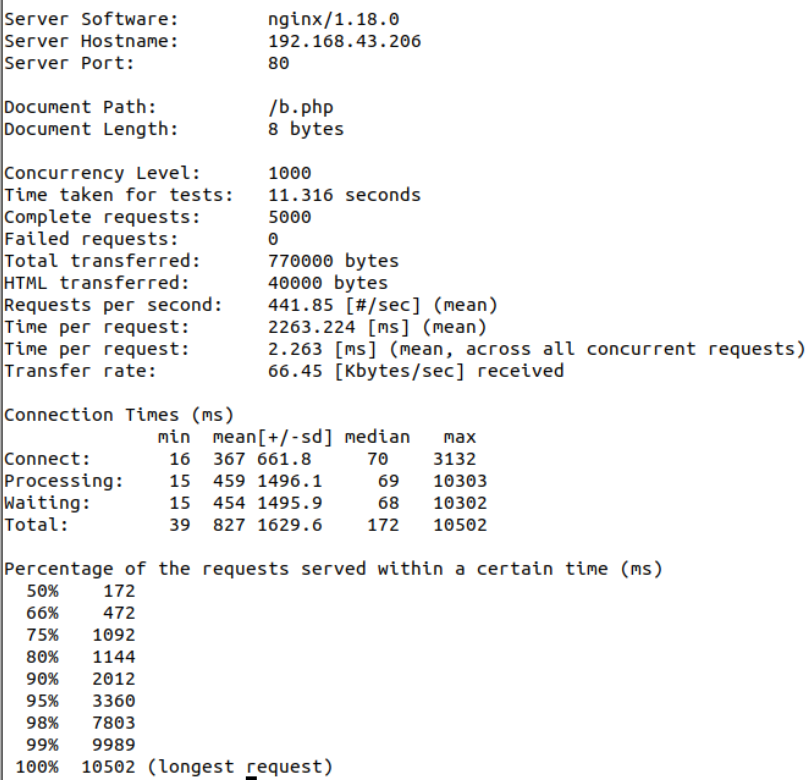 Server Software:        nginx/1.18.0
Server Hostname:        192.168.43.206
Server Port:            80
Document Path:          /b.php
Document Length:        8 bytes
Concurrency Level:      1000
Time taken for tests:   11.316 seconds
Complete requests:      5000
Failed requests:        0
Total transferred:      770000 bytes
HTML transferred:       40000 bytes
Requests per second:    441.85 [#/sec] (mean)
Time per request:       2263.224 [ms] (mean)
Time per request:       2.263 [ms] (mean, across all concurrent requests)
Transfer rate:          66.45 [Kbytes/sec] received
Connection Times (ms)
              min  mean[+/-sd] median   max
Connect:       16  367 661.8     70    3132
Processing:    15  459 1496.1     69   10303
Waiting:       15  454 1495.9     68   10302
Total:         39  827 1629.6    172   10502
Percentage of the requests served within a certain time (ms)
  50%    172
  66%    472
  75%   1092
  80%   1144
  90%   2012
  95%   3360
  98%   7803
  99%   9989
 100%  10502 (longest request)